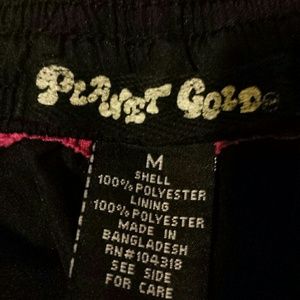 PLANET GOLD®
M
SHELL
100% POLYESTER
LINING
100% POLYESTER
MADE IN
BANGLADESH
RN#104318
SEE SIDE
FOR CARE